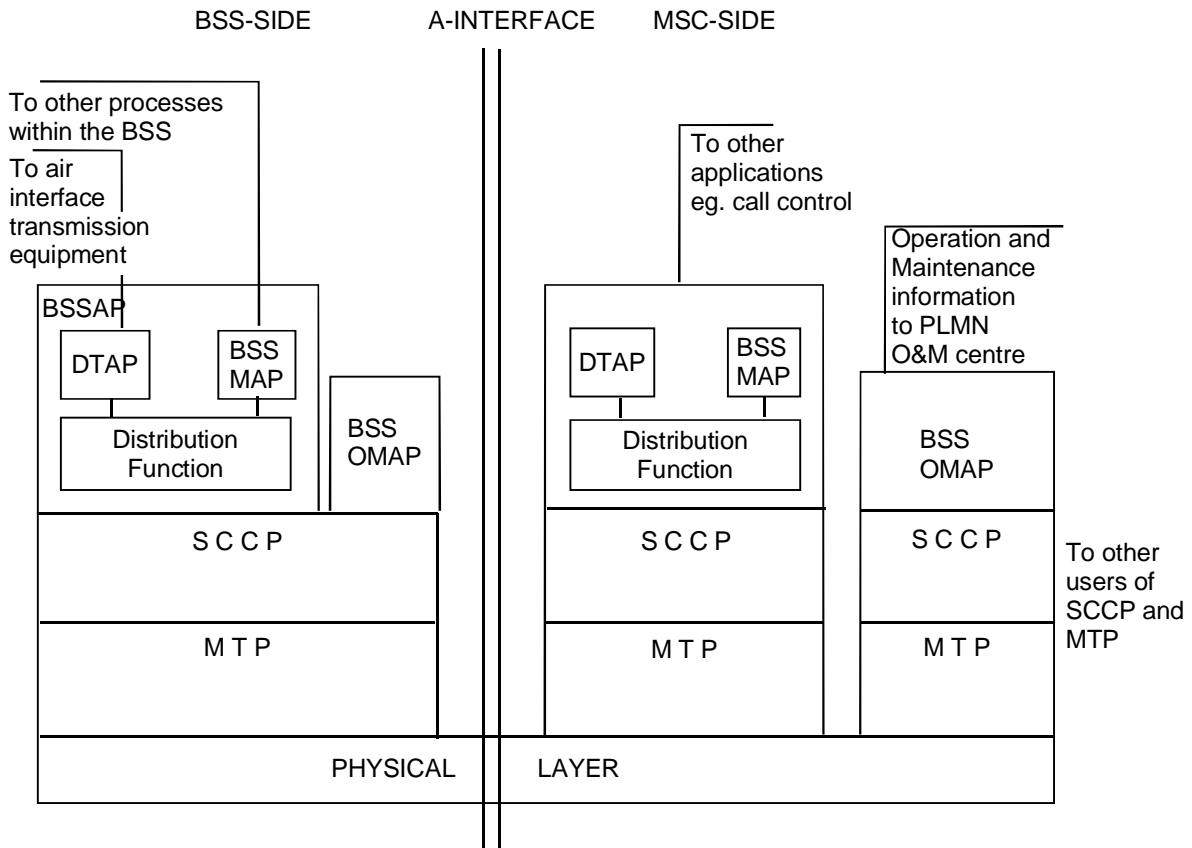 BSS-SIDE
A-INTERFACE
MSC-SIDE
To other processes
within the BSS
To air
interface
transmission
equipment
To other
applications
eg. call control
Operation and
Maintenance
information
to PLMN
O&M centre
BSSAP
DTAP
BSS
MAP
Distribution
Function
BSS
OMAP
DTAP
BSS
MAP
Distribution
Function
BSS
OMAP
S C C P
S C C P
S C C P
To other
users of
SCCP and
MTP
M T P
M T P
M T P
PHYSICAL
LAYER